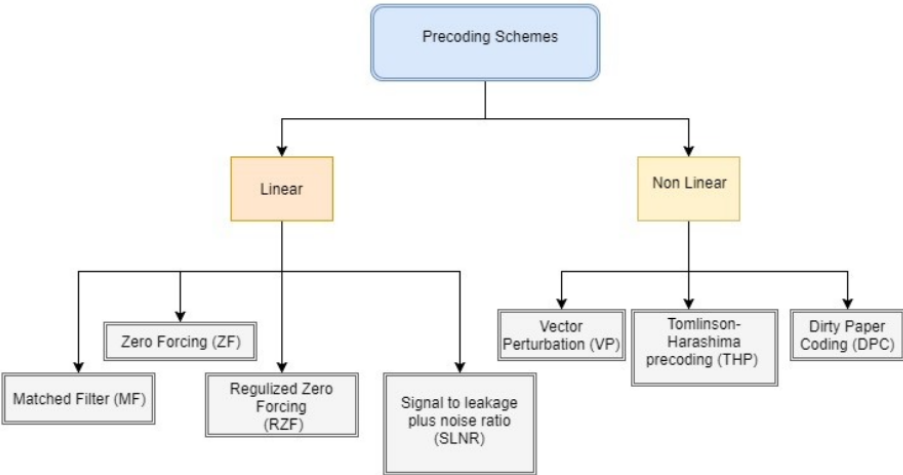 Precoding Schemes
Linear
Non Linear
Zero Forcing (ZF)
Matched Filter (MF)
Regulized Zero
Forcing
(RZF)
Signal to leakage
plus noise ratio
(SLNR)
Vector
Perturbation (VP)
Tomlinson-
Harashima
precoding (THP)
Dirty Paper
Coding (DPC)